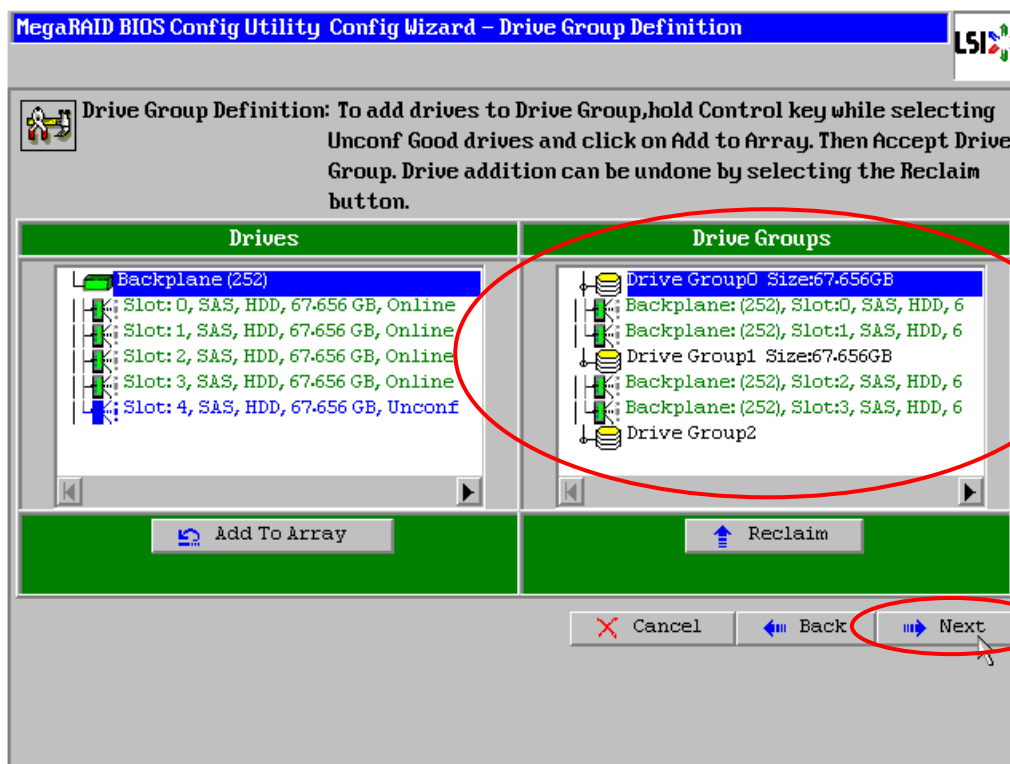 MegaRAID BIOS Config Utility Config Wizard – Drive Group Definition
LSI
Drive Group Definition: To add drives to Drive Group,hold Control key while selecting
Unconf Good drives and click on Add to Array. Then Accept Drive
Group. Drive addition can be undone by selecting the Reclaim
button.
Drives
Backplane (252)
Slot: 0, SAS, HDD, 67.656 GB, Online
Slot: 1, SAS, HDD, 67.656 GB, Online
Slot: 2, SAS, HDD, 67.656 GB, Online
Slot: 3, SAS, HDD, 67.656 GB, Online
Slot: 4, SAS, HDD, 67.656 GB, Unconf
Add To Array
Drive Groups
Drive Group0 Size:67.656GB
Backplane: (252), Slot:0, SAS, HDD, 6
Backplane: (252), Slot:1, SAS, HDD, 6
Drive Group1 Size:67.656GB
Backplane: (252), Slot:2, SAS, HDD, 6
Backplane: (252), Slot:3, SAS, HDD, 6
Drive Group2
Reclaim
Cancel
Back
Next